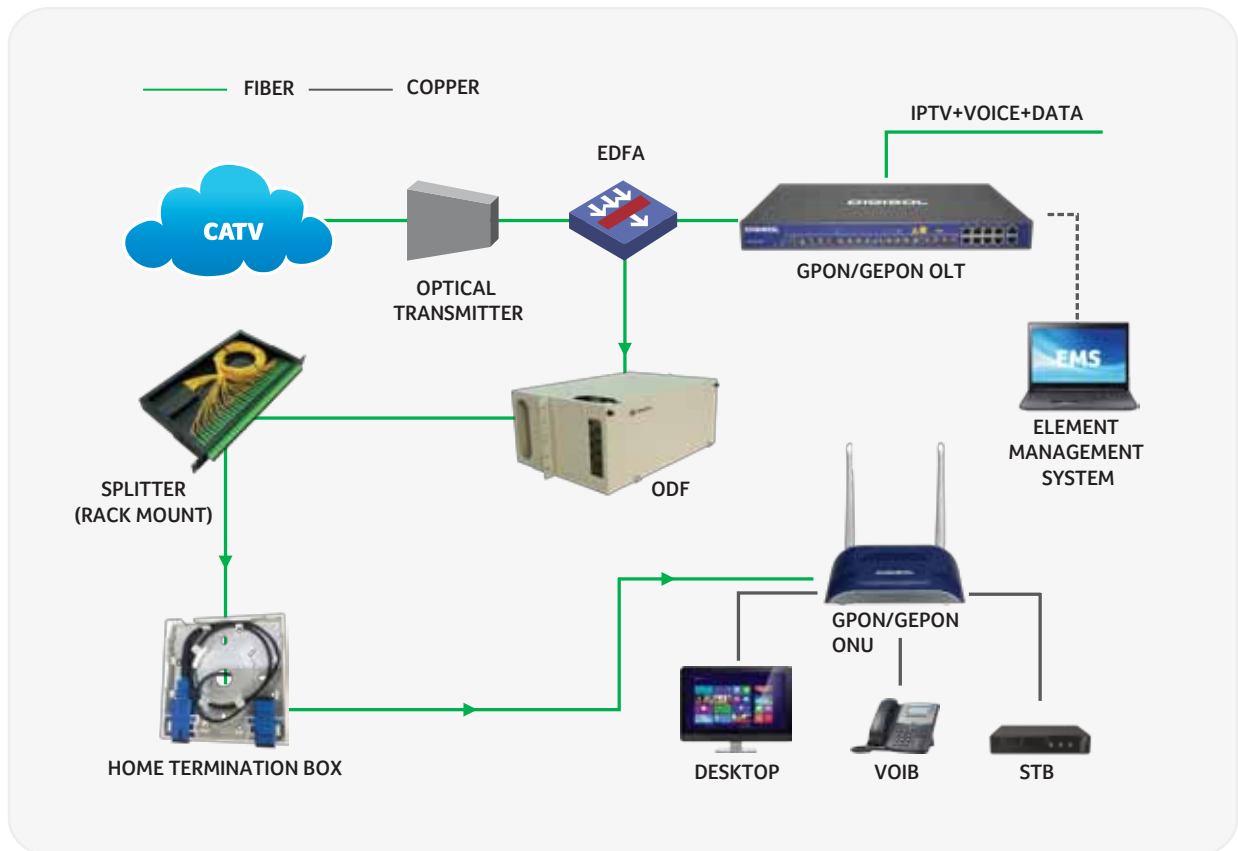 FIBER
COPPER
IPTV+VOICE+DATA
EDFA
CATV
DIGISOL
GPON/GEPON OLT
OPTICAL
TRANSMITTER
EMS
ELEMENT
MANAGEMENT
SYSTEM
SPLITTER
(RACK MOUNT)
ODF
GPON/GEPON
ONU
HOME TERMINATION BOX
DESKTOP
VOIB
STB